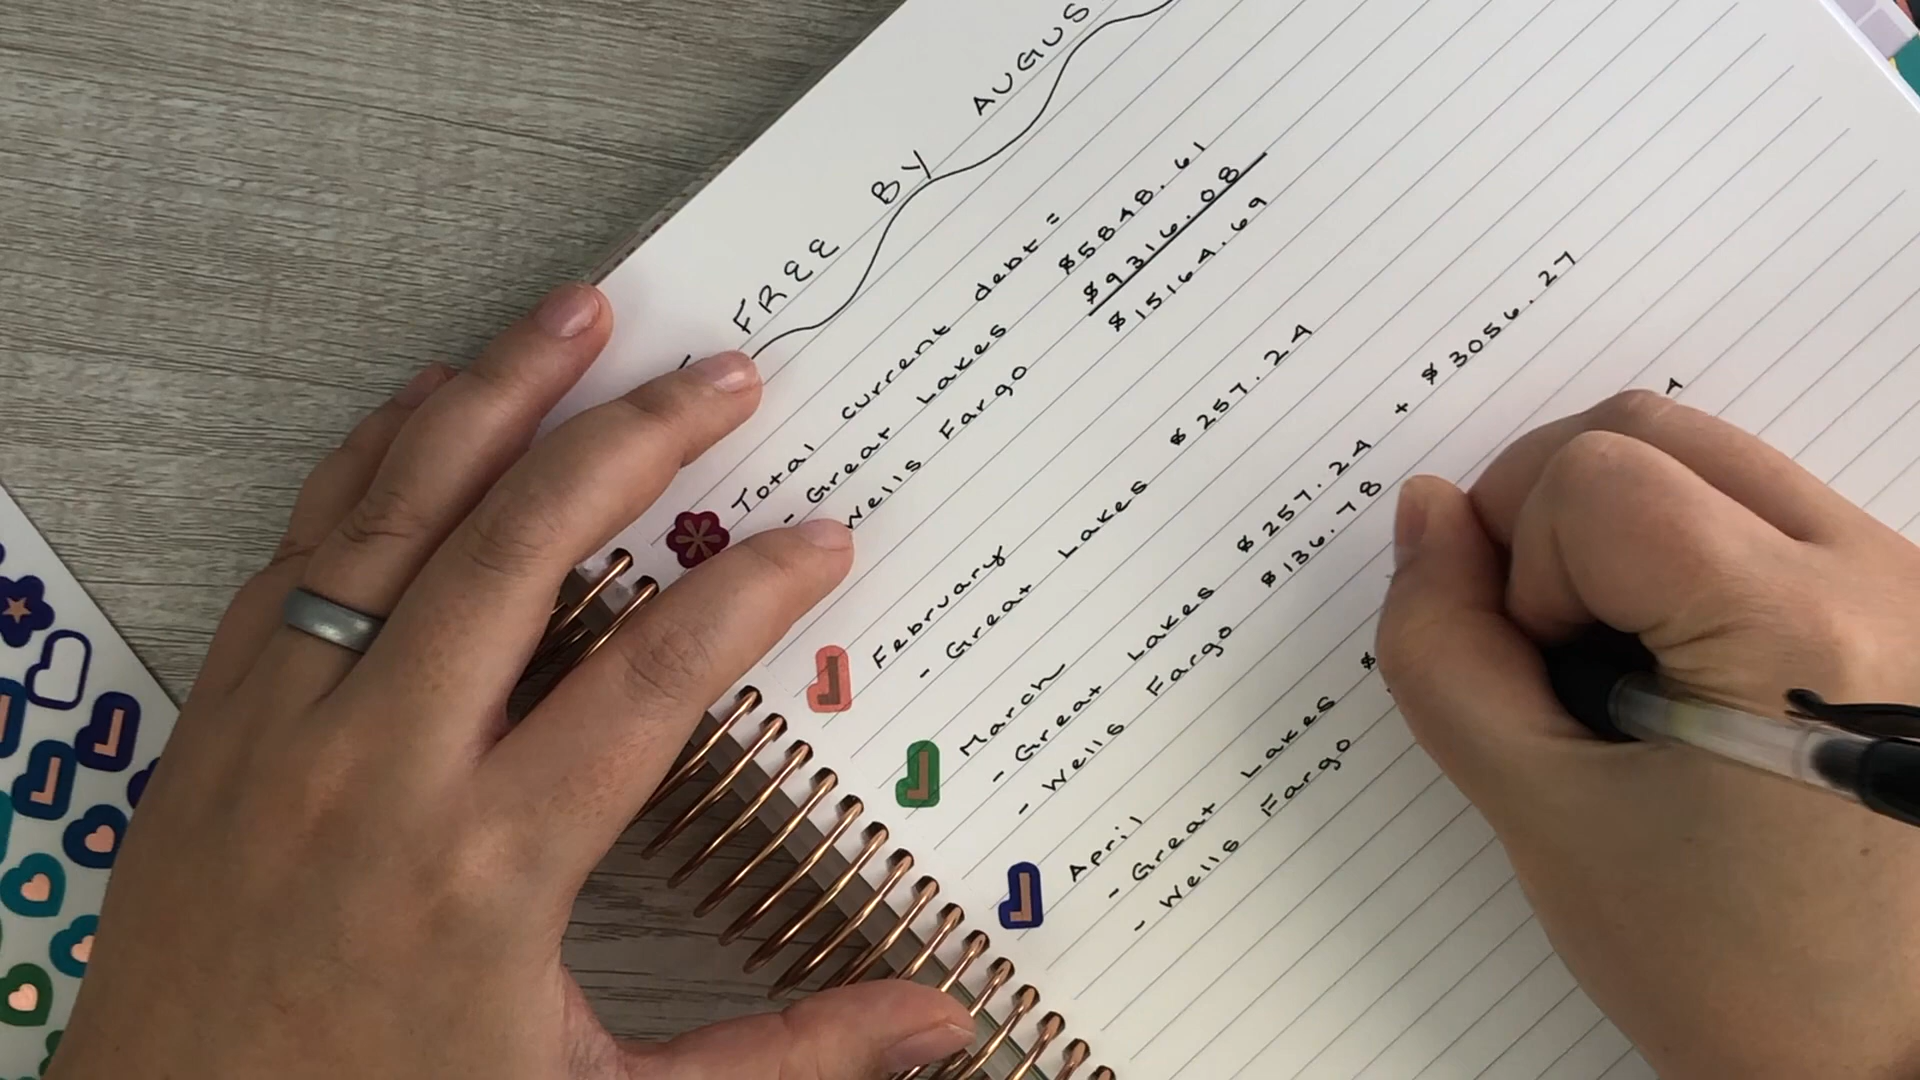 FREE BY AUGUS
Total current debt =
- Great Lakes $5848.61
Wells Fargo $9316.08
$15164.69
February
- Great Lakes $257.24
March
- Great Lakes $257.24 + $3056.27
- Wells Fargo $136.78
April
- Great Lakes $
- Wells Fargo